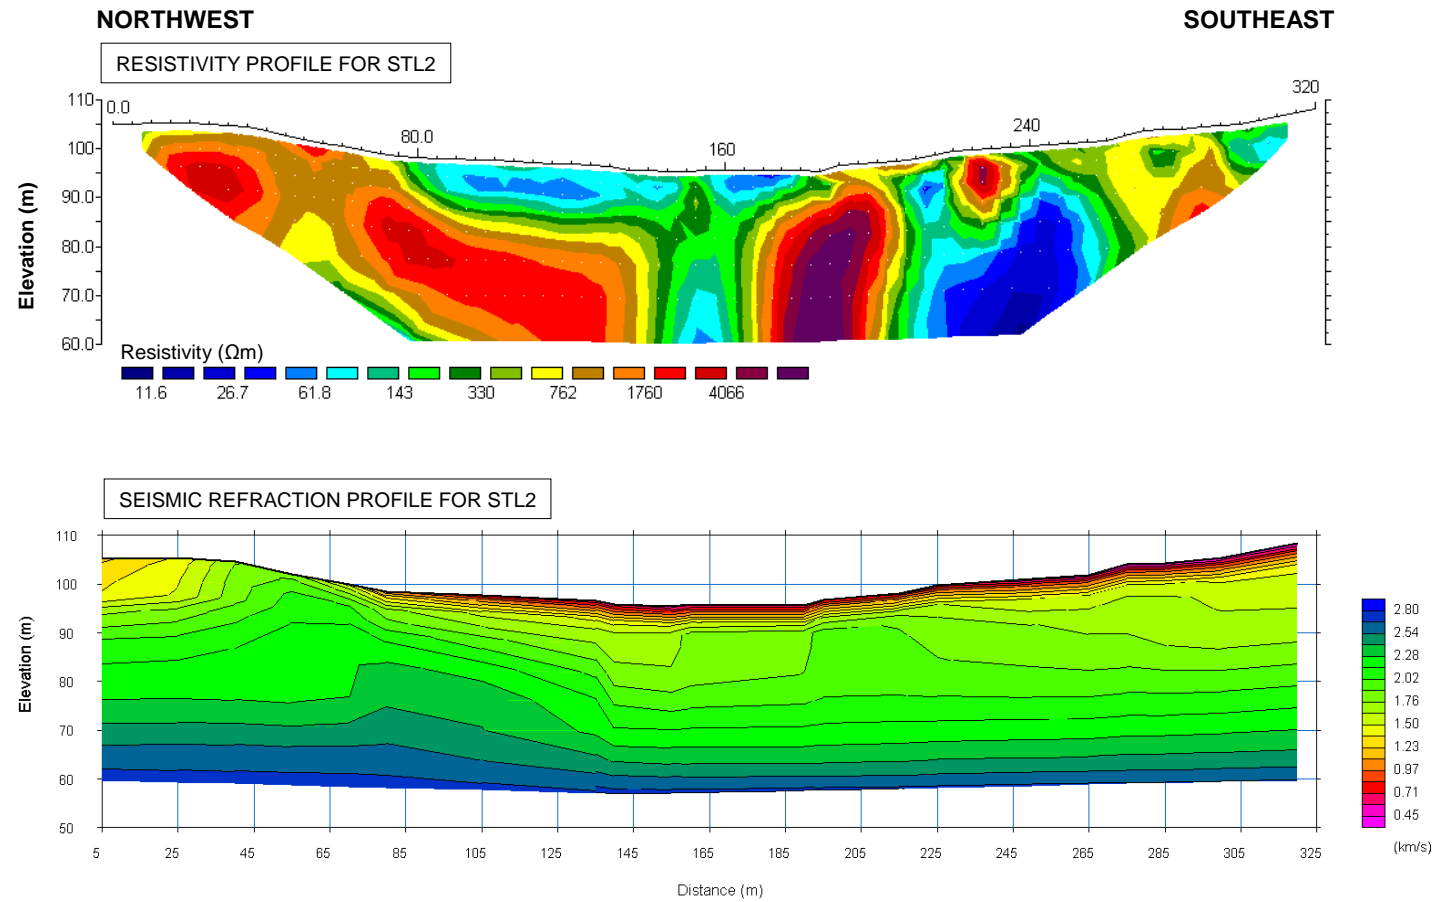 NORTHWEST SOUTHEAST
RESISTIVITY PROFILE FOR STL2
Elevation (m)
110 0.0 80.0 160 240 320
100
90.0
80.0
70.0
60.0
Resistivity (Ωm)
11.6 26.7 61.8 143 330 762 1760 4066
SEISMIC REFRACTION PROFILE FOR STL2
Elevation (m)
110
100
90
80
70
60
50
5 25 45 65 85 105 125 145 165 185 205 225 245 265 285 305 325
Distance (m)
2.80
2.54
2.28
2.02
1.76
1.50
1.23
0.97
0.71
0.45
(km/s)